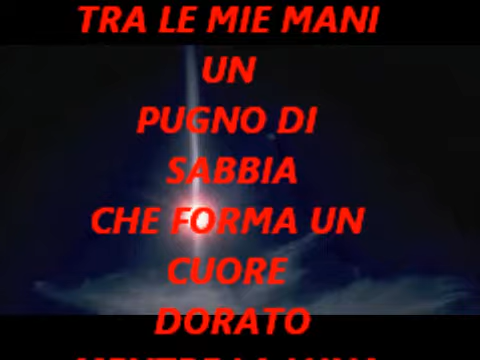 TRA LE MIE MANI
UN
PUGNO DI
SABBIA
CHE FORMA UN
CUORE
DORATO